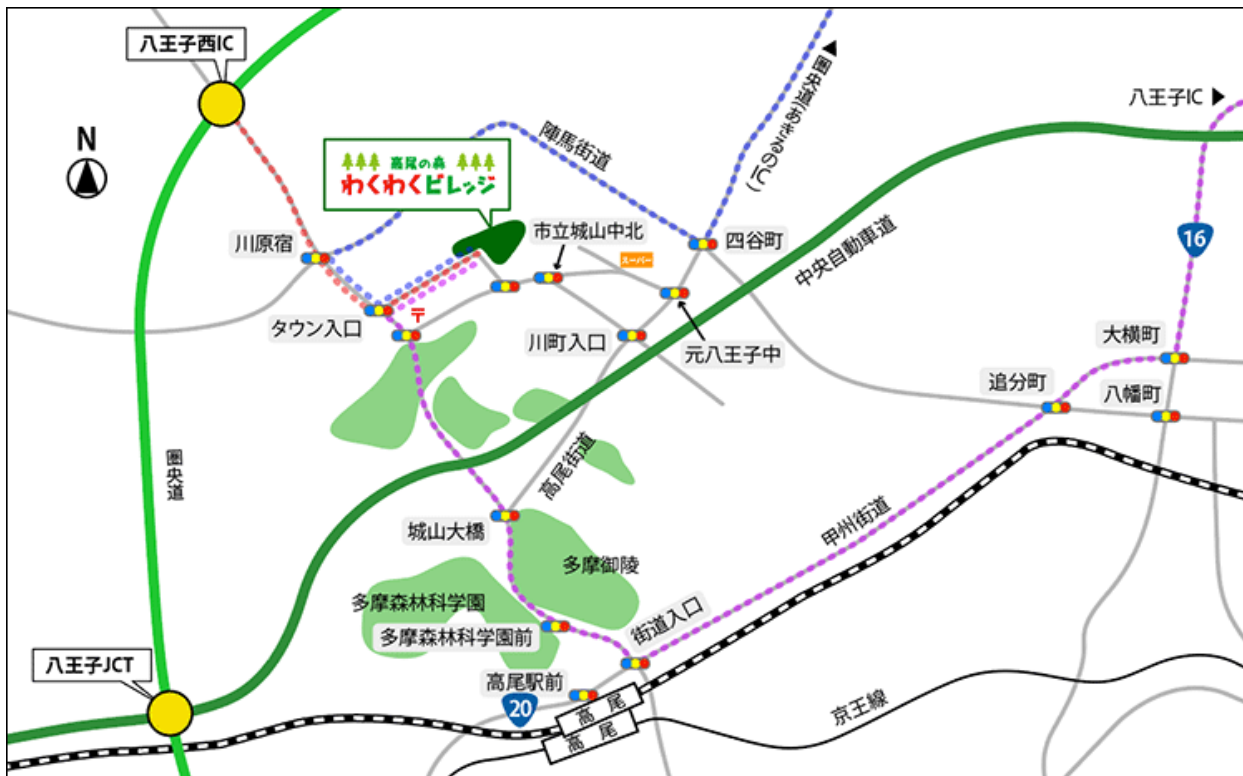 八王子西IC
N
高尾の森
わくわくビレッジ
陣馬街道
圏央道(あきるのIC)
八王子IC ▶
16
川原宿
市立城山中北
スーパー
四谷町
中央自動車道
タウン入口
〒
川町入口
元八王子中
大横町
追分町
八幡町
圏央道
高尾街道
城山大橋
甲州街道
多摩御陵
多摩森林科学園
多摩森林科学園前
街道入口
八王子JCT
高尾駅前
20
高尾
高尾
京王線